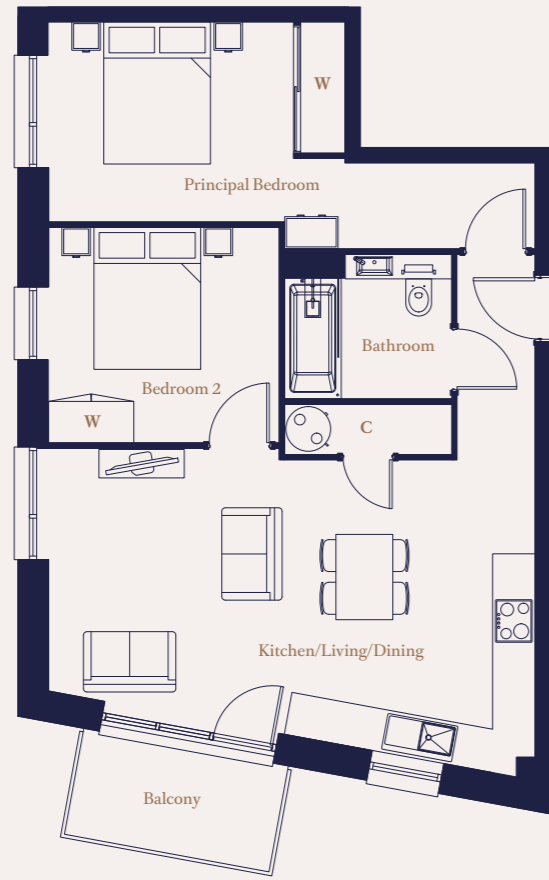 W
Principal Bedroom
Bathroom
Bedroom 2
W
C
Kitchen/Living/Dining
Balcony